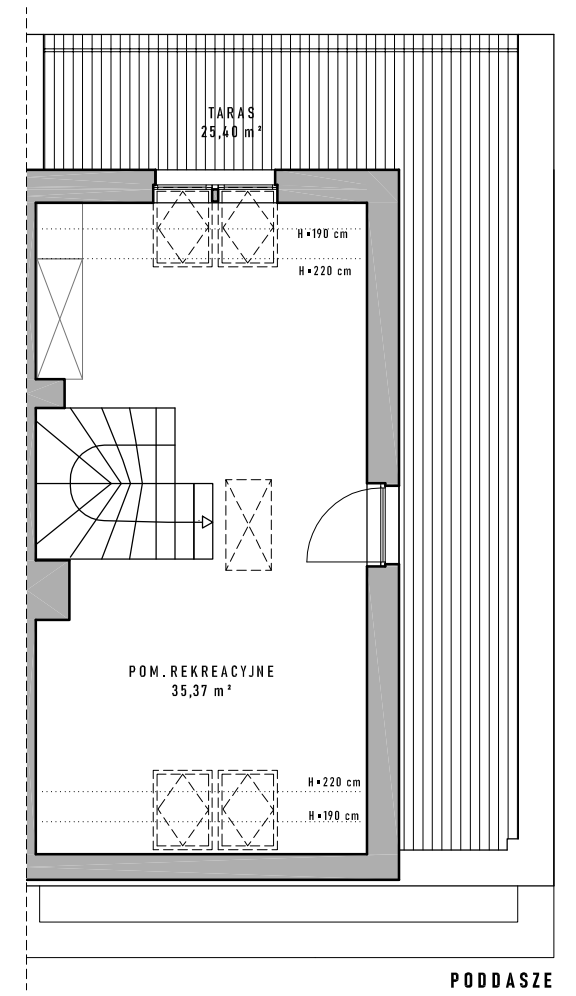 TARAS
25,40 m²
H=190 cm
H=220 cm
POM. REKREACYJNE
35,37 m²
H=220 cm
H=190 cm
PODDASZE